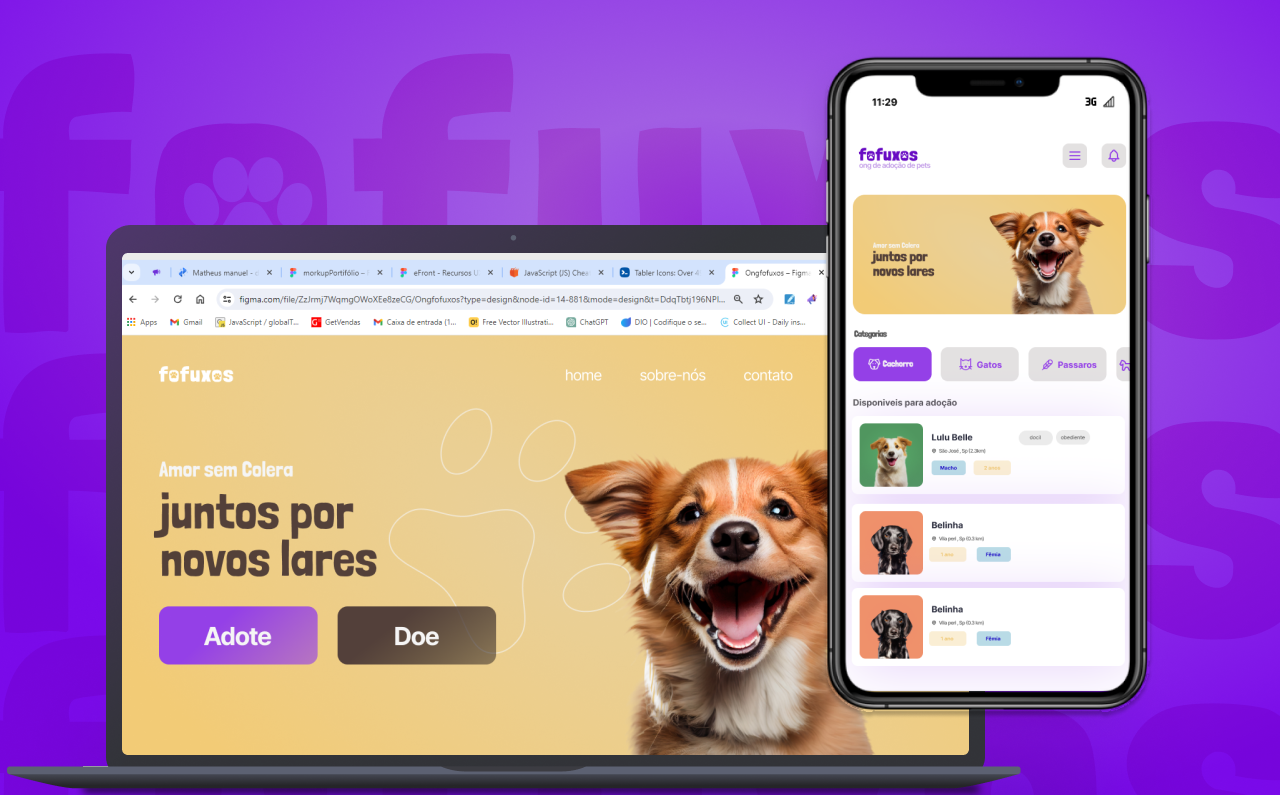 fofuxos
Matheus manuel - d
morkupPortifólio – F
eFront - Recursos U
JavaScript (JS) Chea
Tabler Icons: Over 4
Ongfofuxos – Figma
figma.com/file/ZzJrmj7WqmgOWoXEe8zeCG/Ongfofuxos?type=design&node-id=14-881&mode=design&t=DdqTbtj196NPI...
Apps
Gmail
JavaScript / globalT...
GetVendas
Caixa de entrada (1...
Free Vector Illustrati...
ChatGPT
DIO | Codifique o se...
Collect UI - Daily ins...
fofuxos
home
sobre-nós
contato
Amor sem Colera
juntos por
novos lares
Adote
Doe
11:29
3G
fofuxos
ong de adoção de pets
Amor sem Colera
juntos por
novos lares
Categorias
Cachorro
Gatos
Passaros
Disponiveis para adoção
Lulu Belle
docil
obediente
São José , Sp (2.3km)
Macho
Belinha
Vila peri , Sp (0.3 km)
1 ano
Fêmia
Belinha
Vila peri , Sp (0.3 km)
1 ano
Fêmia